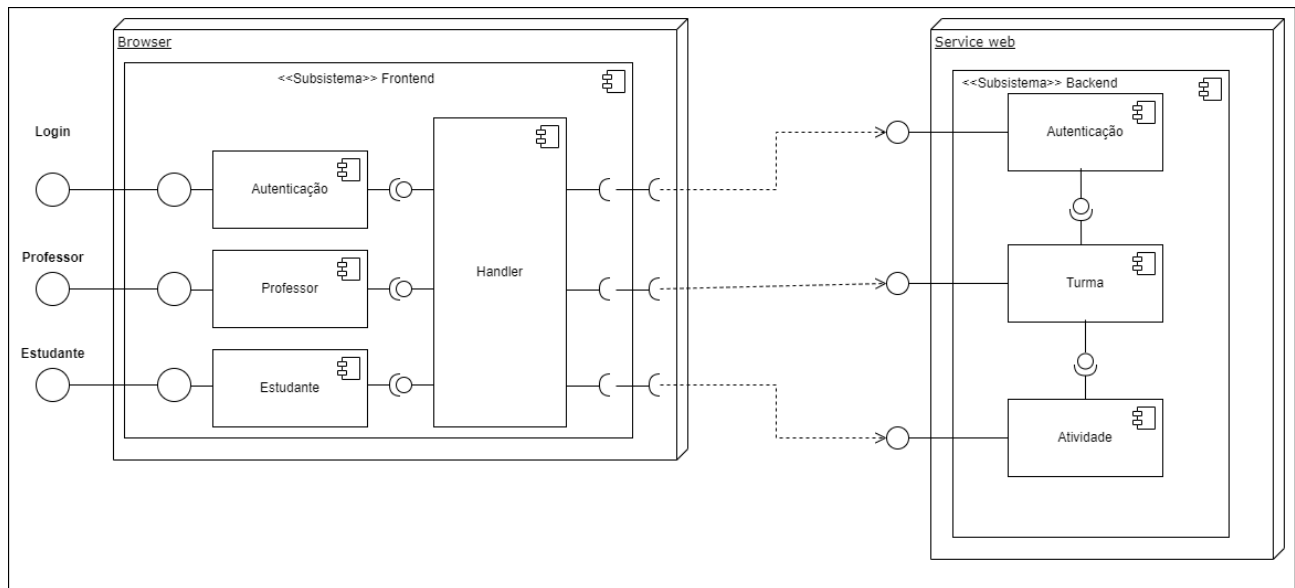 Browser
<<Subsistema>> Frontend
Login
Autenticação
Professor
Professor
Handler
Estudante
Estudante
Service web
<<Subsistema>> Backend
Autenticação
Turma
Atividade